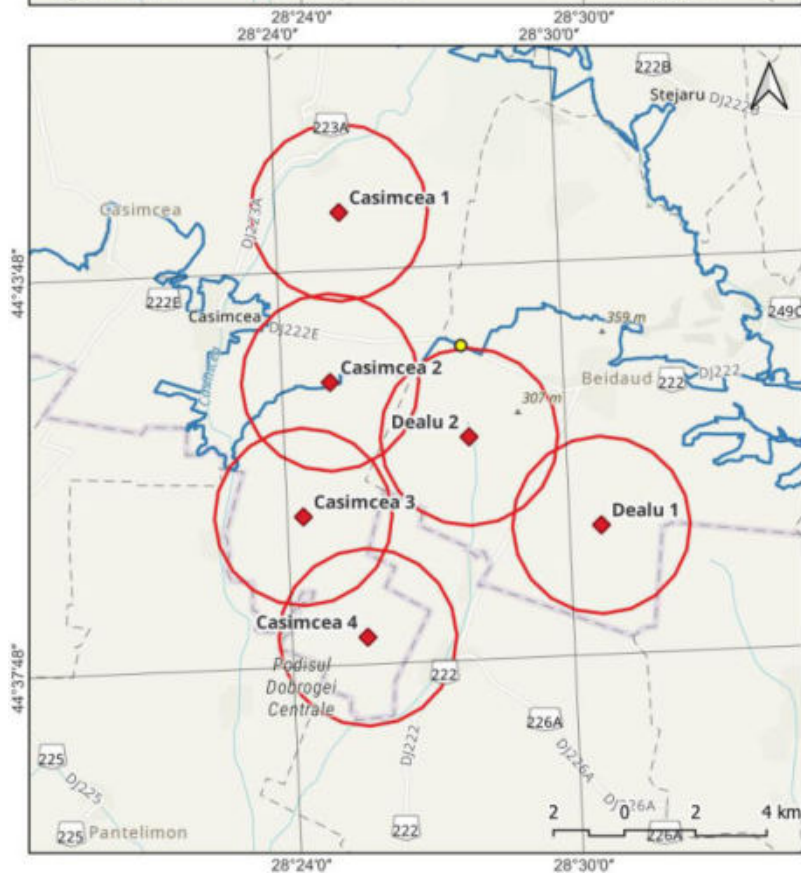 28°24'0" 28°30'0"
28°24'0" 28°30'0"
222B
Stejaru DJ222B
223A
Casimcea 1
Casimcea
DJ223A
44°43'48"
222E
Casimcea
DJ222E
249C
359 m
Casimcea 2
Casimcea
Beidaud 222 DJ222
307 m
Dealu 2
Casimcea 3
Dealu 1
Casimcea 4
44°37'48"
Podisul
Dobrogei
Centrale
222
226A
DJ222
DJ226A
225
DJ225
DJ226A
2 0 2 4 km
225 Pantelimon
222
226A
28°24'0" 28°30'0"